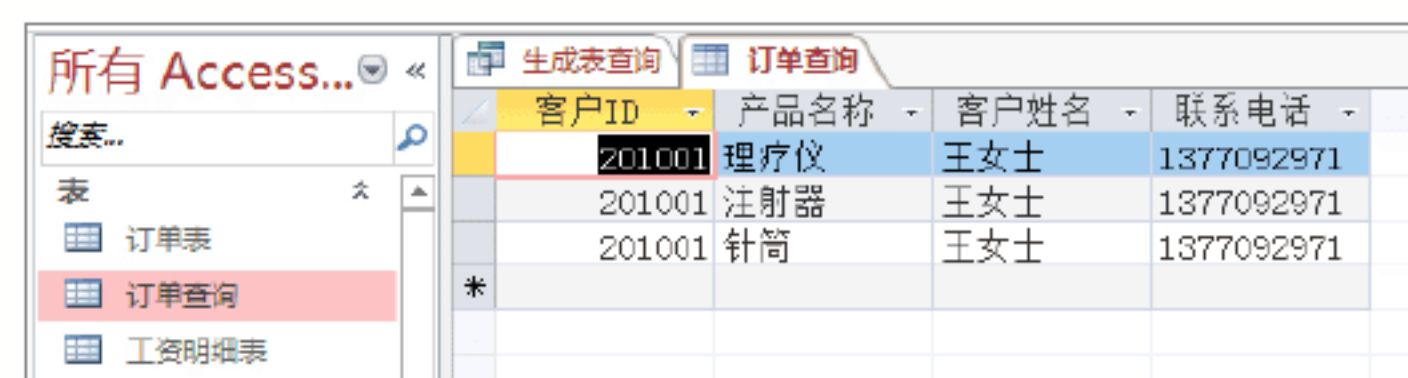 所有 Access...
搜索...
表
订单表
订单查询
工资明细表
生成表查询 订单查询
客户ID 产品名称 客户姓名 联系电话
201001 理疗仪 王女士 1377092971
201001 注射器 王女士 1377092971
201001 针筒 王女士 1377092971